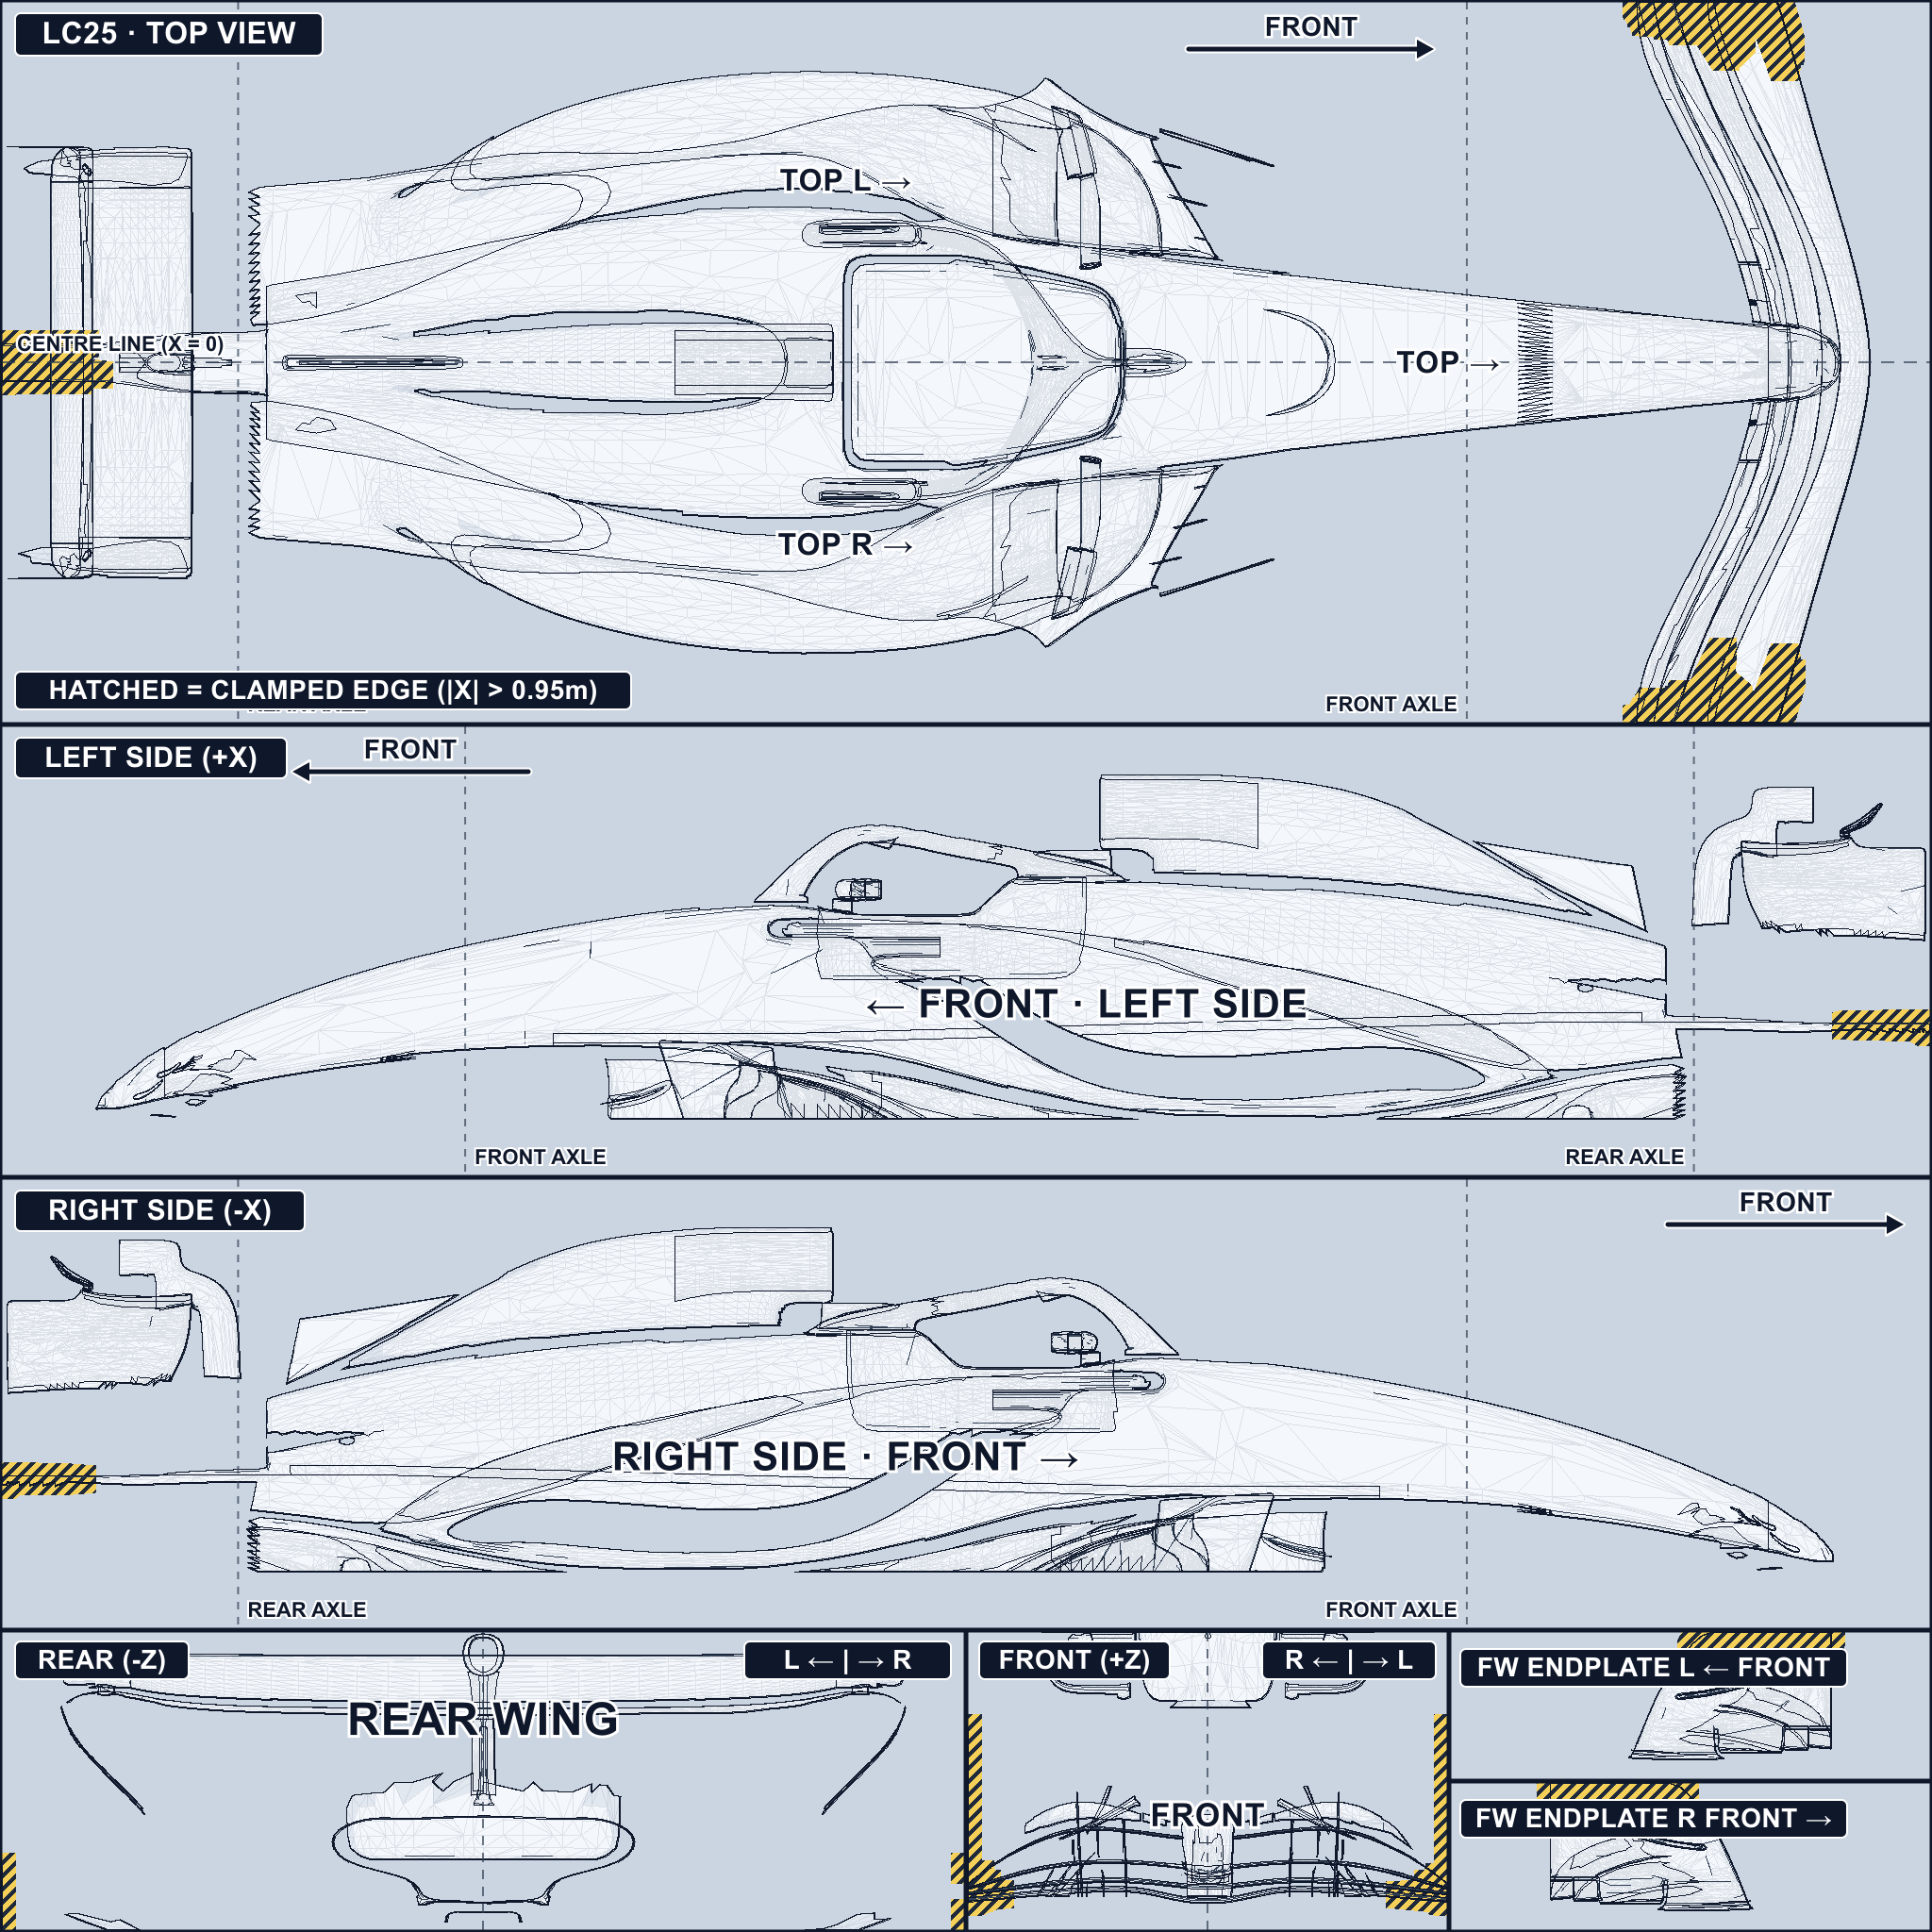 LC25 · TOP VIEW
FRONT
TOP L →
CENTRE LINE (X = 0)
TOP →
TOP R →
HATCHED = CLAMPED EDGE (|X| > 0.95m)
FRONT AXLE
LEFT SIDE (+X)
FRONT
← FRONT · LEFT SIDE
FRONT AXLE
REAR AXLE
RIGHT SIDE (-X)
FRONT
RIGHT SIDE · FRONT →
REAR AXLE
FRONT AXLE
REAR (-Z)
L ← | → R
REAR WING
FRONT (+Z)
R ← | → L
FRONT
FW ENDPLATE L ← FRONT
FW ENDPLATE R FRONT →